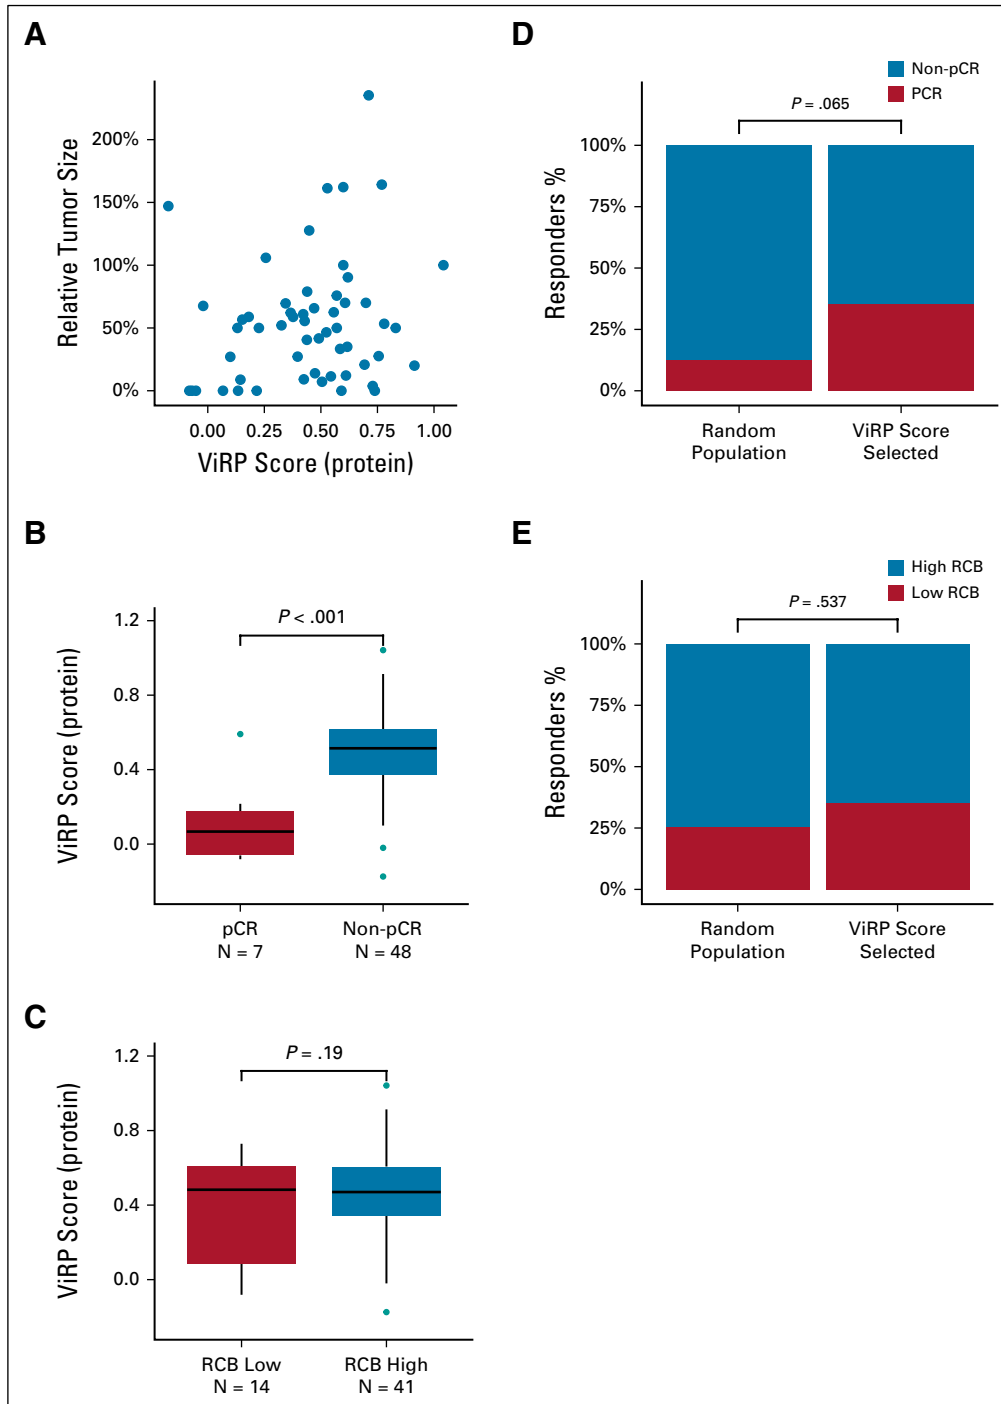 A
Relative Tumor Size
200%
150%
100%
50%
0%
0.00 0.25 0.50 0.75 1.00
ViRP Score (protein)
B
ViRP Score (protein)
1.2
0.8
0.4
0.0
P < .001
pCR
N = 7
Non-pCR
N = 48
C
ViRP Score (protein)
1.2
0.8
0.4
0.0
P = .19
RCB Low
N = 14
RCB High
N = 41
D
Non-pCR
PCR
P = .065
Responders %
100%
75%
50%
25%
0%
Random
Population
ViRP Score
Selected
E
High RCB
Low RCB
P = .537
Responders %
100%
75%
50%
25%
0%
Random
Population
ViRP Score
Selected